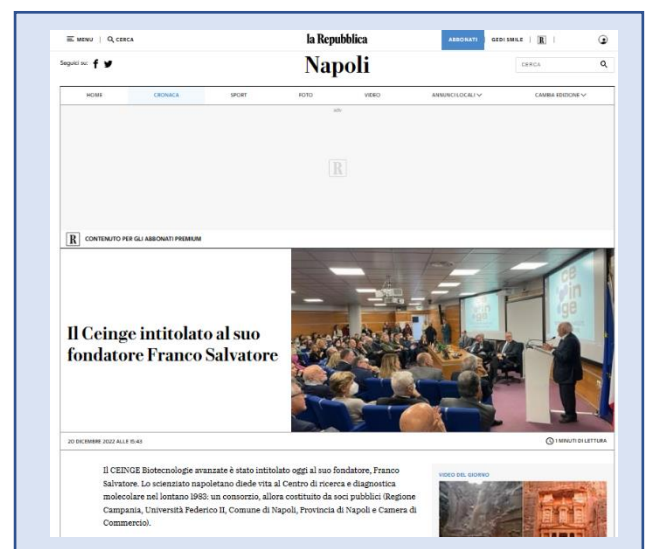 MENU | CERCA
la Repubblica
ABBONATI
GEDI SMILE | R |
Seguici su:
Napoli
CERCA
HOME
CRONACA
SPORT
FOTO
VIDEO
ANNUNCI LOCALI
CAMBIA EDIZIONE
adv
R
R CONTENUTO PER GLI ABBONATI PREMIUM
Il Ceinge intitolato al suo
fondatore Franco Salvatore
ce
inge
20 DICEMBRE 2022 ALLE 15:43
1 MINUTI DI LETTURA
Il CEINGE Biotecnologie avanzate è stato intitolato oggi al suo fondatore, Franco
Salvatore. Lo scienziato napoletano diede vita al Centro di ricerca e diagnostica
molecolare nel lontano 1983: un consorzio, allora costituito da soci pubblici (Regione
Campania, Università Federico II, Comune di Napoli, Provincia di Napoli e Camera di
Commercio).
VIDEO DEL GIORNO